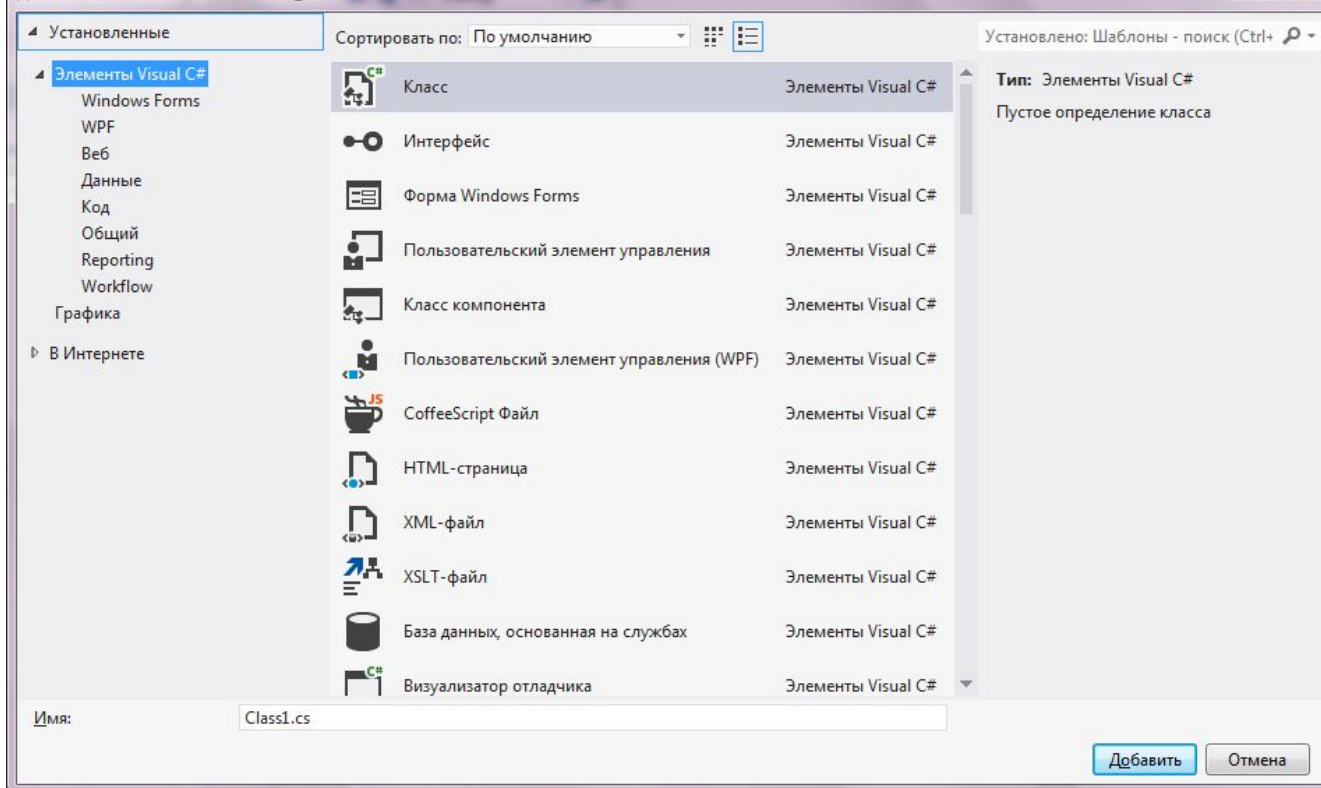 Установленные
Сортировать по: По умолчанию
Установлено: Шаблоны - поиск (Ctrl+
Элементы Visual C#
Windows Forms
WPF
Веб
Данные
Код
Общий
Reporting
Workflow
Графика
В Интернете
C# Класс Элементы Visual C#
Интерфейс Элементы Visual C#
Форма Windows Forms Элементы Visual C#
Пользовательский элемент управления Элементы Visual C#
Класс компонента Элементы Visual C#
Пользовательский элемент управления (WPF) Элементы Visual C#
JS CoffeeScript Файл Элементы Visual C#
HTML-страница Элементы Visual C#
XML-файл Элементы Visual C#
XSLT-файл Элементы Visual C#
База данных, основанная на службах Элементы Visual C#
C# Визуализатор отладчика Элементы Visual C#
Тип: Элементы Visual C#
Пустое определение класса
Имя: Class1.cs
Добавить Отмена